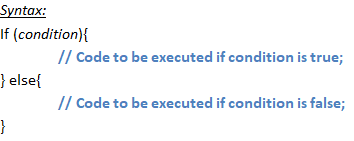 Syntax:
If (condition){
// Code to be executed if condition is true;
} else{
// Code to be executed if condition is false;
}